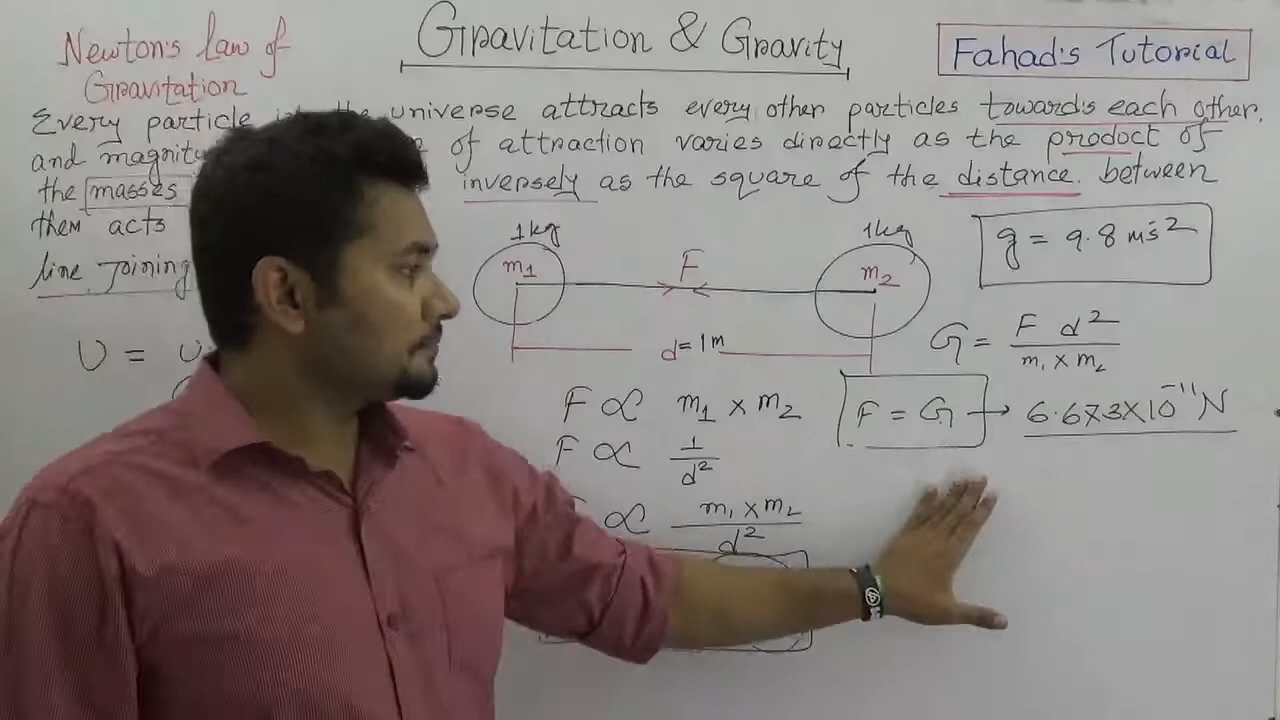 Gravitation & Gravity
Fahad's Tutorial
Newton's Law of
Gravitation
Every particle in the universe attracts every other particles towards each other,
and of attraction varies directly as the product of
the masses inversely as the square of the distance between
them acts
line joining
1kg
1kg
m₁
F
m₂
d=1m
g = 9.8 ms⁻²
G = F d² / m₁ x m₂
U =
F ∝ m₁ x m₂
F = G → 6.673x10⁻¹¹ N
F ∝ 1/d²
∝ m₁ x m₂ / d²